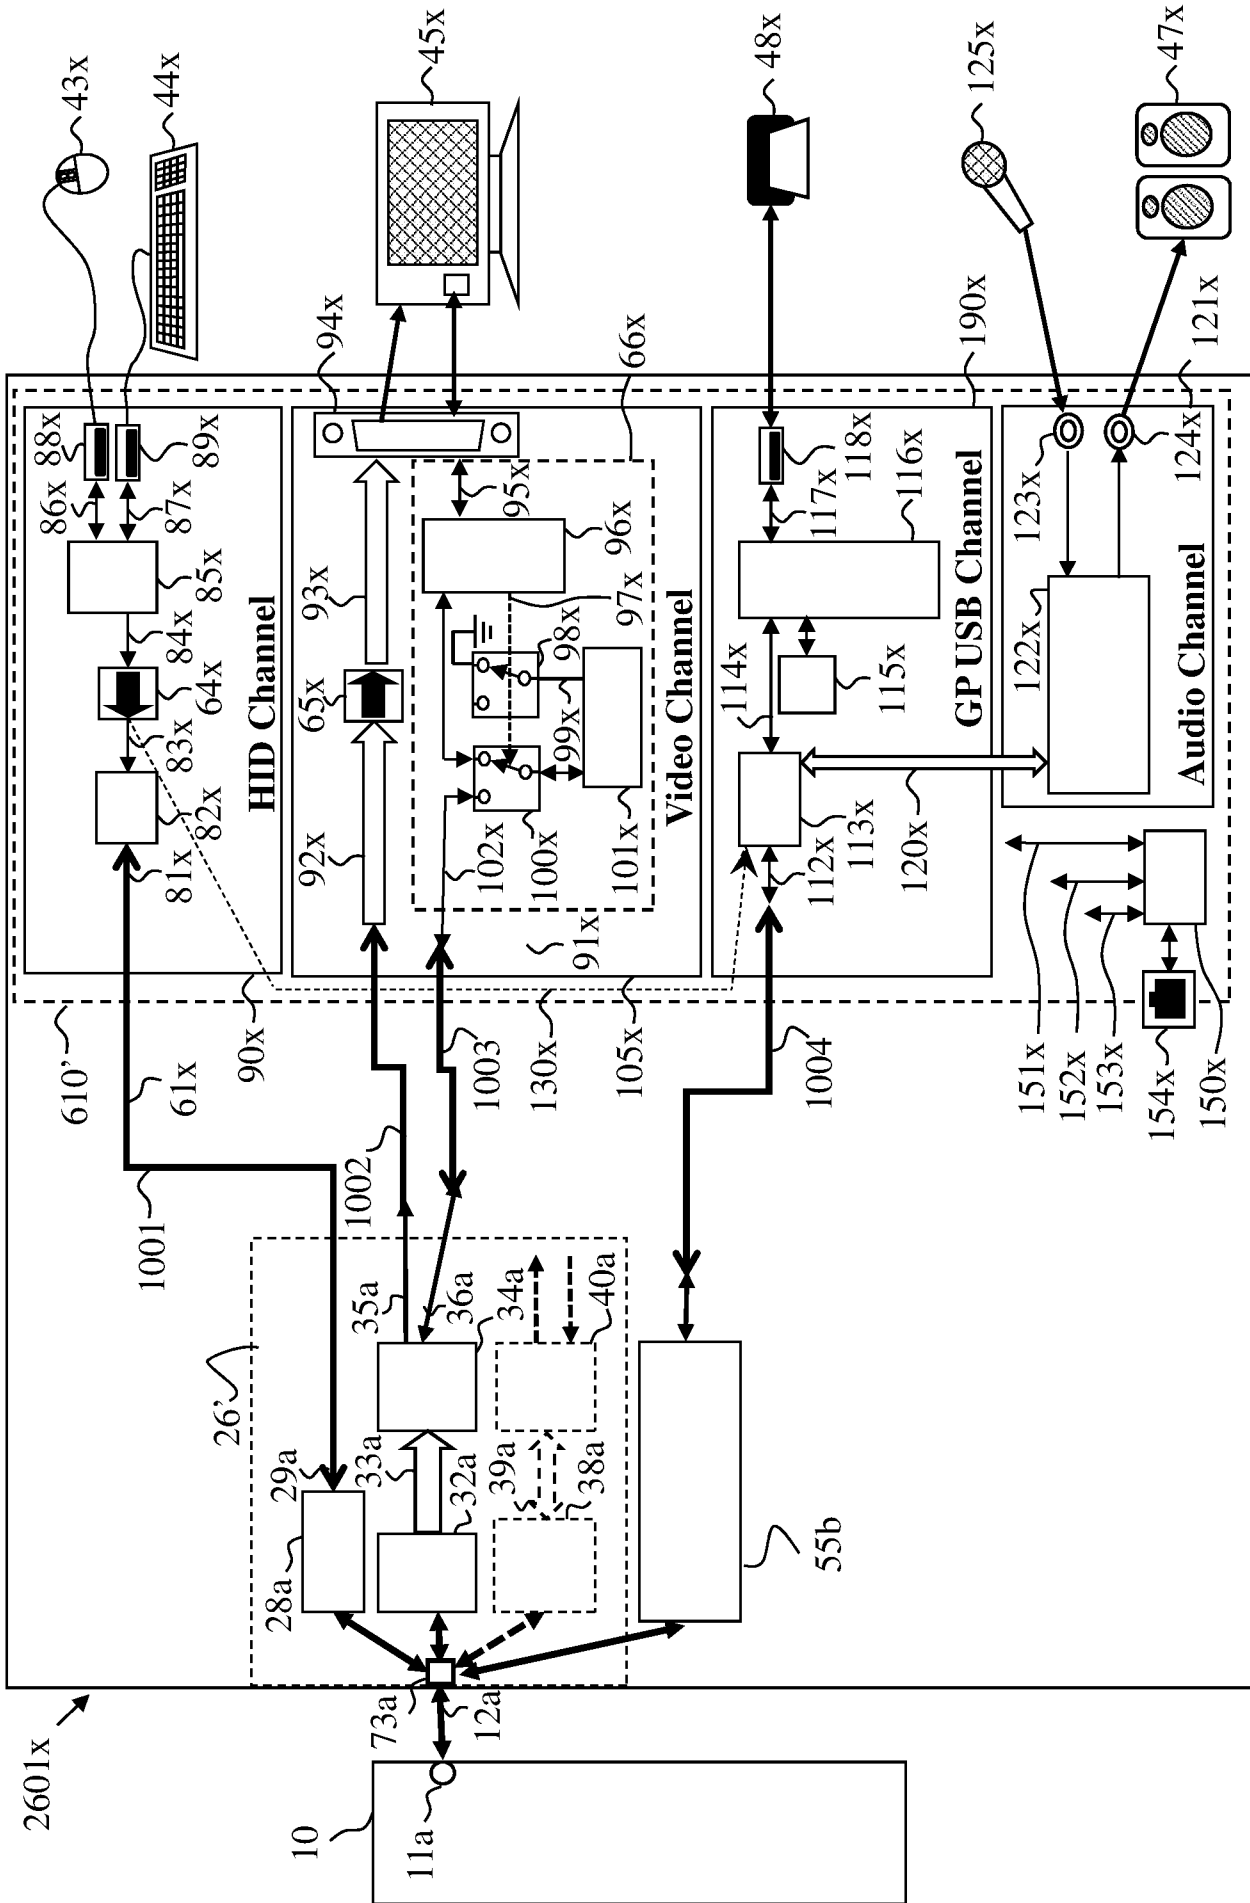 2601x
10
11a
12a
73a
26'
28a
29a
33a
32a
35a
36a
34a
39a
38a
40a
55b
1001
1002
1003
1004
61x
610'
90x
130x
105x
81x
82x
83x
64x
84x
85x
86x
87x
88x
89x
HID Channel
43x
44x
92x
65x
93x
94x
45x
95x
96x
97x
98x
99x
100x
101x
102x
91x
66x
Video Channel
112x
113x
114x
115x
116x
117x
118x
48x
190x
GP USB Channel
120x
122x
123x
124x
121x
125x
47x
Audio Channel
151x
152x
153x
154x
150x